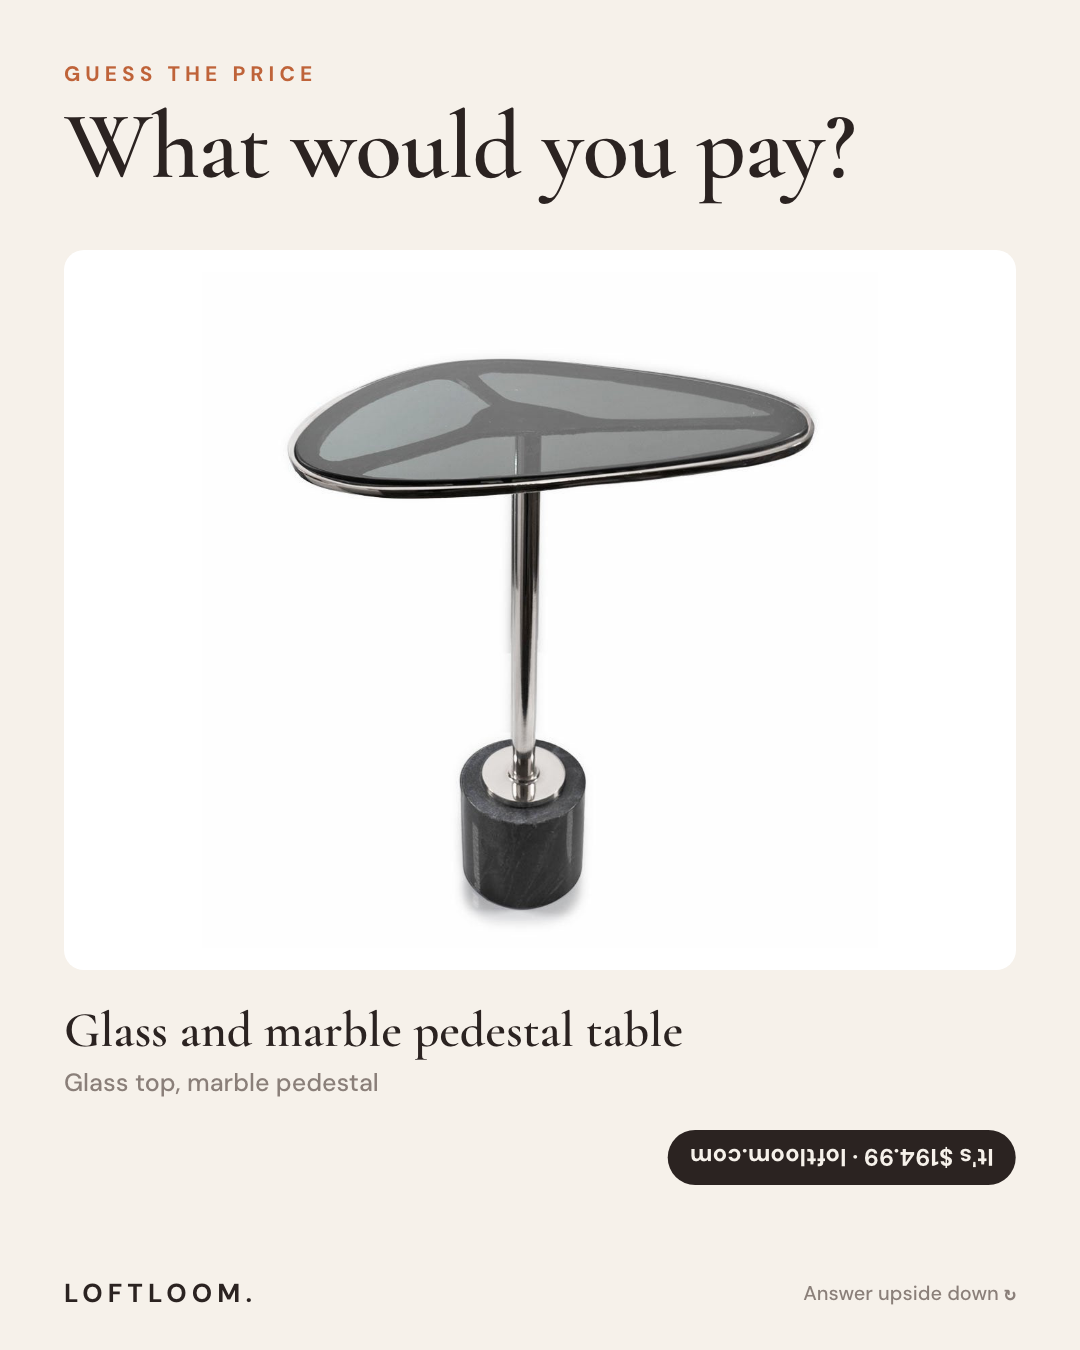 GUESS THE PRICE
What would you pay?
Glass and marble pedestal table
Glass top, marble pedestal
It's $194.99 · loftloom.com
LOFTLOOM.
Answer upside down ↻